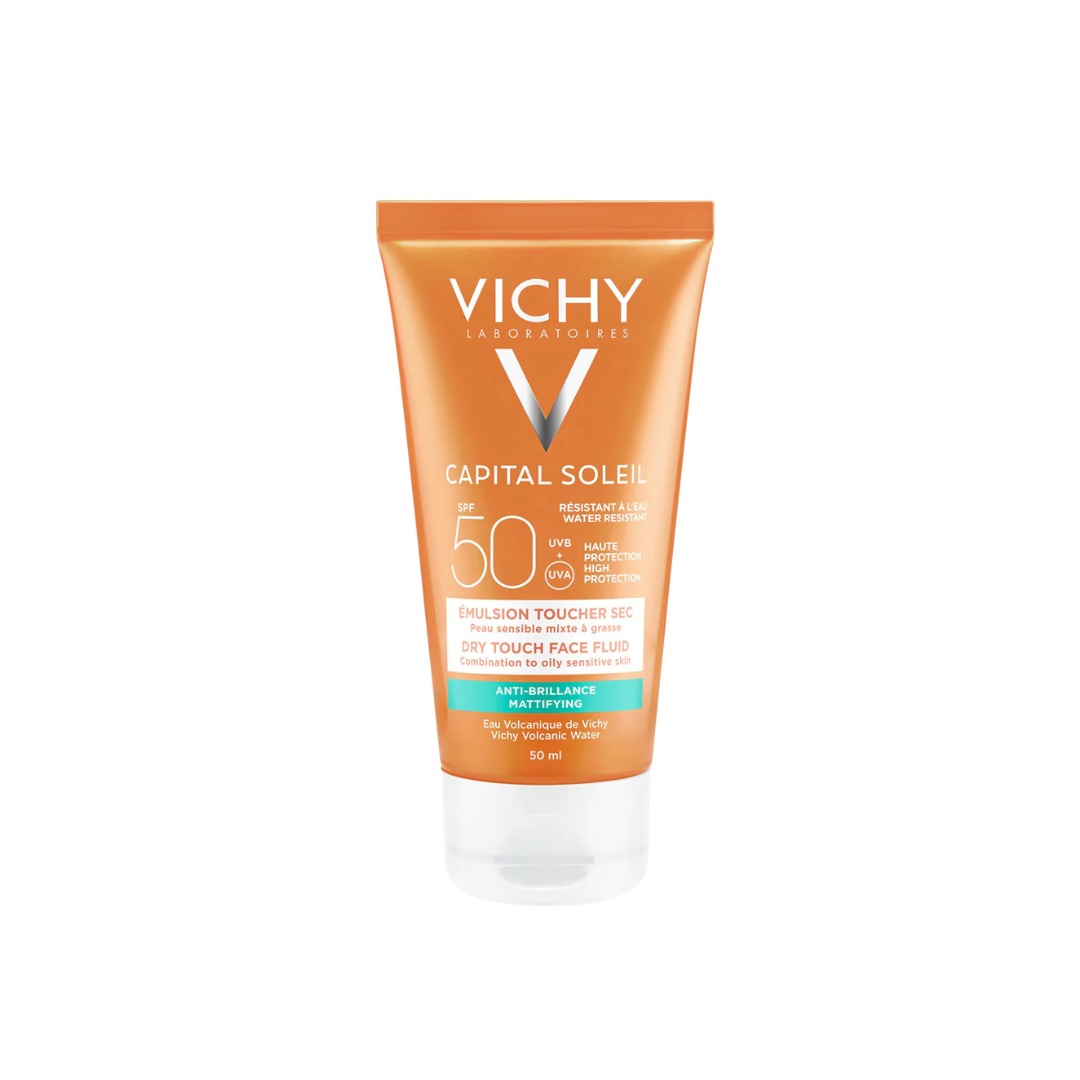 VICHY
LABORATOIRES
CAPITAL SOLEIL
SPF
50
RÉSISTANT À L'EAU
WATER RESISTANT
UVB
+
UVA
HAUTE
PROTECTION
HIGH
PROTECTION
ÉMULSION TOUCHER SEC
Peau sensible mixte à grasse
DRY TOUCH FACE FLUID
Combination to oily sensitive skin
ANTI-BRILLANCE
MATTIFYING
Eau Volcanique de Vichy
Vichy Volcanic Water
50 ml